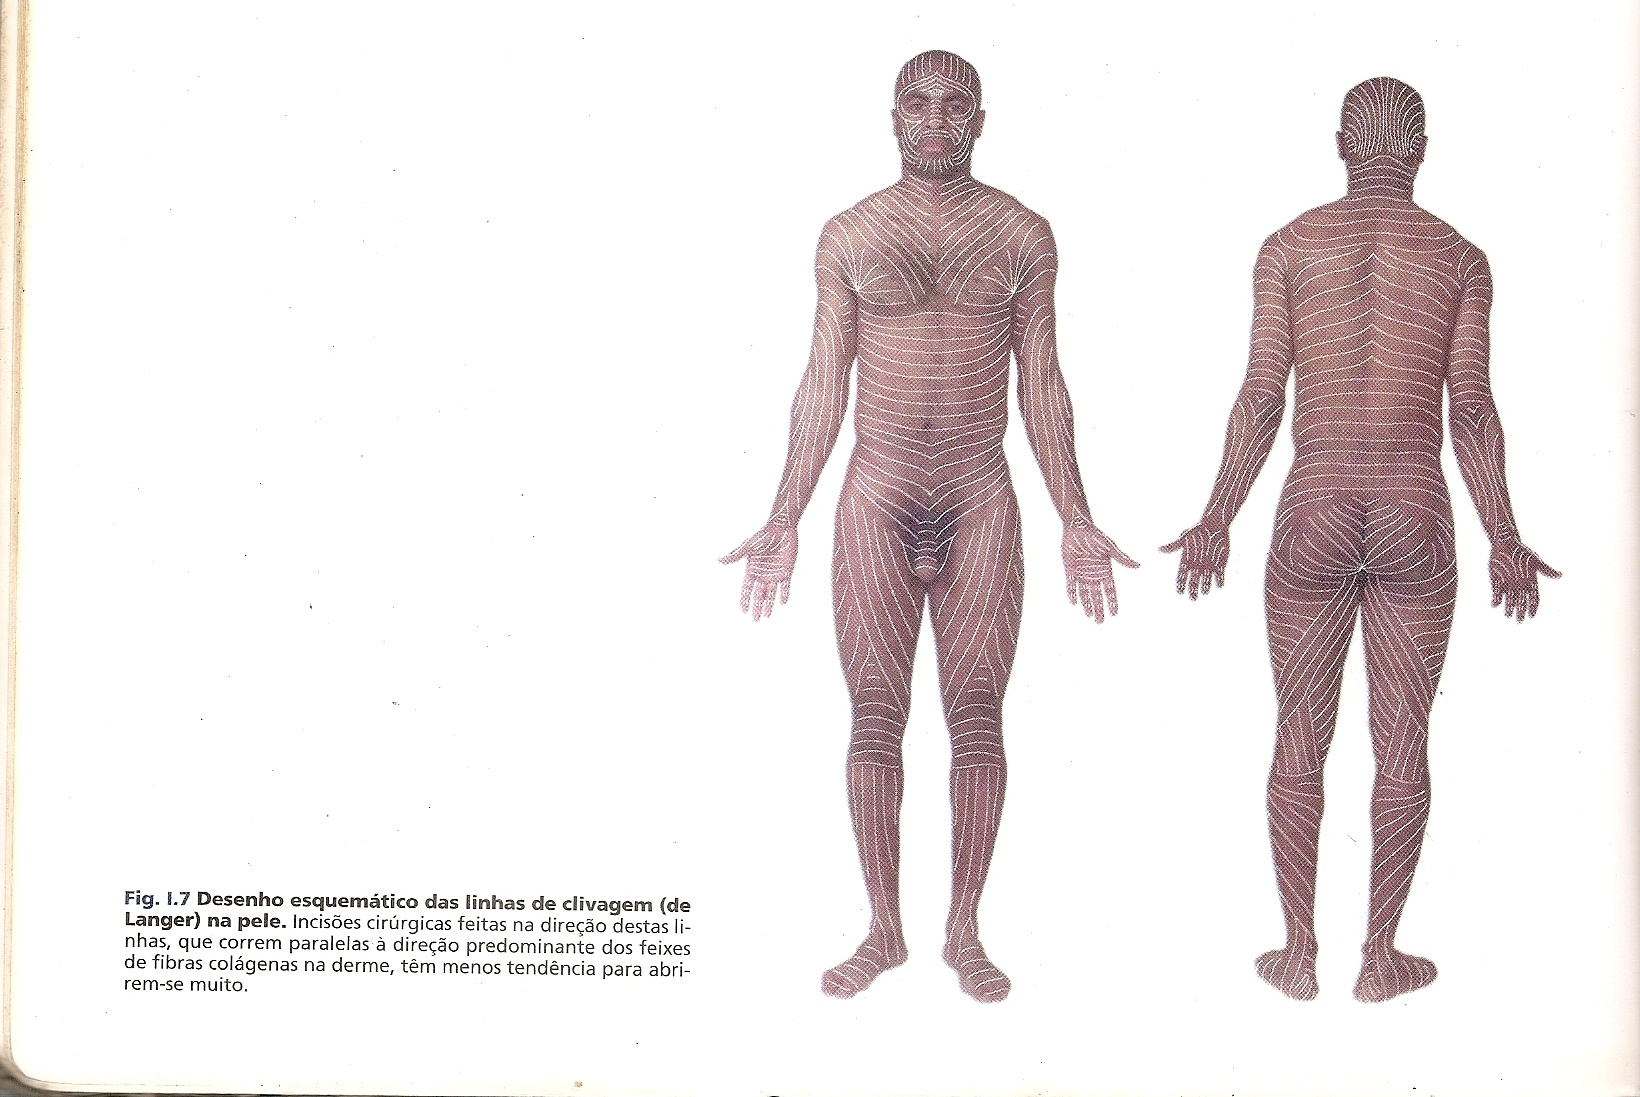 Fig. I.7 Desenho esquemático das linhas de clivagem (de
Langer) na pele. Incisões cirúrgicas feitas na direção destas li-
nhas, que correm paralelas à direção predominante dos feixes
de fibras colágenas na derme, têm menos tendência para abri-
rem-se muito.